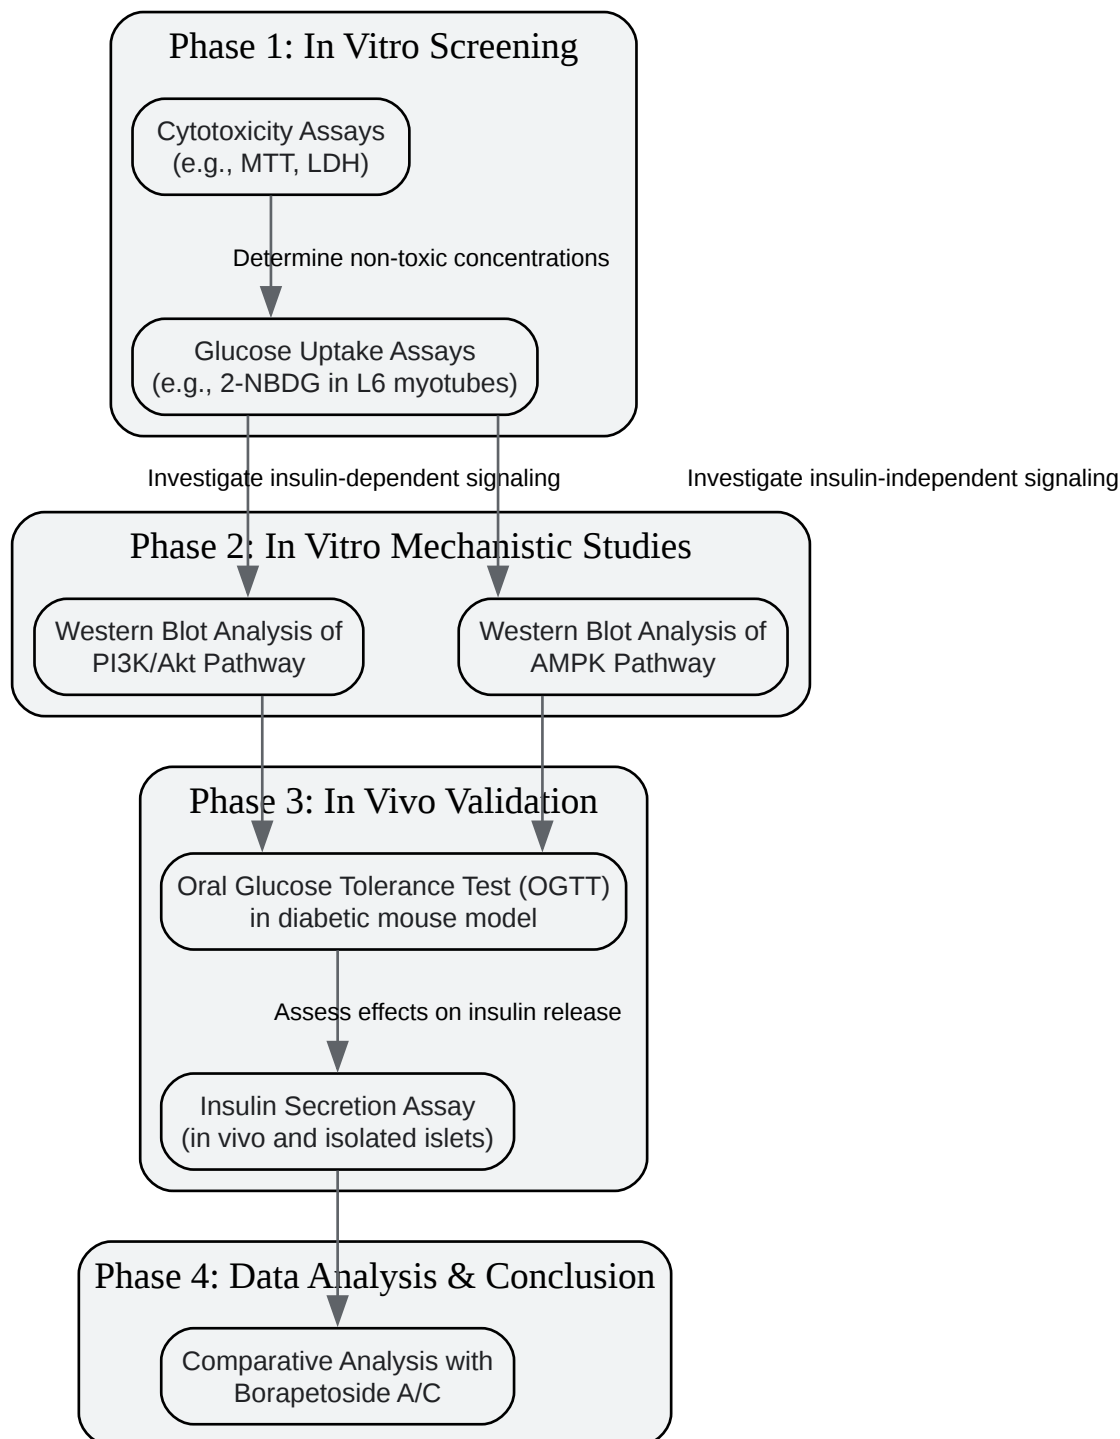 Phase 1: In Vitro Screening
Cytotoxicity Assays
(e.g., MTT, LDH)
Determine non-toxic concentrations
Glucose Uptake Assays
(e.g., 2-NBDG in L6 myotubes)
Investigate insulin-dependent signaling
Investigate insulin-independent signaling
Phase 2: In Vitro Mechanistic Studies
Western Blot Analysis of
PI3K/Akt Pathway
Western Blot Analysis of
AMPK Pathway
Phase 3: In Vivo Validation
Oral Glucose Tolerance Test (OGTT)
in diabetic mouse model
Assess effects on insulin release
Insulin Secretion Assay
(in vivo and isolated islets)
Phase 4: Data Analysis & Conclusion
Comparative Analysis with
Borapetoside A/C